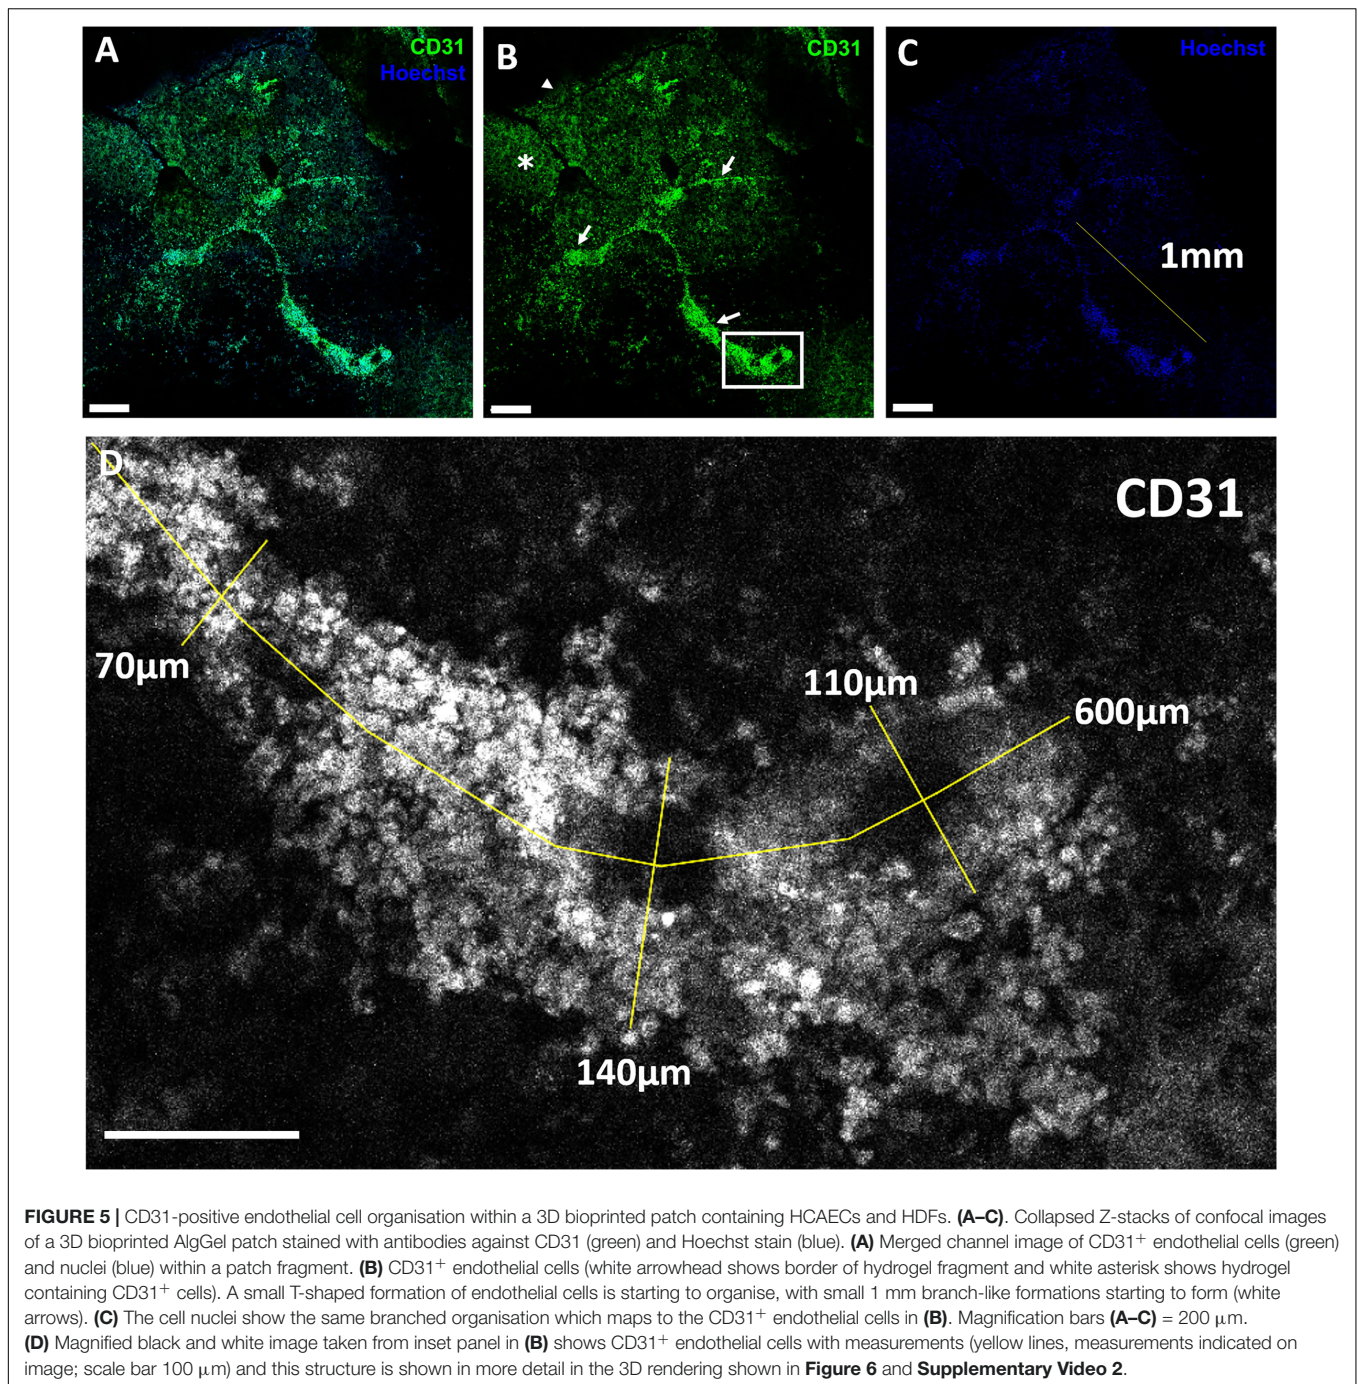 A
CD31
Hoechst
B
CD31
*
C
Hoechst
1mm
D
CD31
70µm
110µm
600µm
140µm
FIGURE 5 | CD31-positive endothelial cell organisation within a 3D bioprinted patch containing HCAECs and HDFs. (A–C). Collapsed Z-stacks of confocal images
of a 3D bioprinted AlgGel patch stained with antibodies against CD31 (green) and Hoechst stain (blue). (A) Merged channel image of CD31+ endothelial cells (green)
and nuclei (blue) within a patch fragment. (B) CD31+ endothelial cells (white arrowhead shows border of hydrogel fragment and white asterisk shows hydrogel
containing CD31+ cells). A small T-shaped formation of endothelial cells is starting to organise, with small 1 mm branch-like formations starting to form (white
arrows). (C) The cell nuclei show the same branched organisation which maps to the CD31+ endothelial cells in (B). Magnification bars (A–C) = 200 µm.
(D) Magnified black and white image taken from inset panel in (B) shows CD31+ endothelial cells with measurements (yellow lines, measurements indicated on
image; scale bar 100 µm) and this structure is shown in more detail in the 3D rendering shown in Figure 6 and Supplementary Video 2.